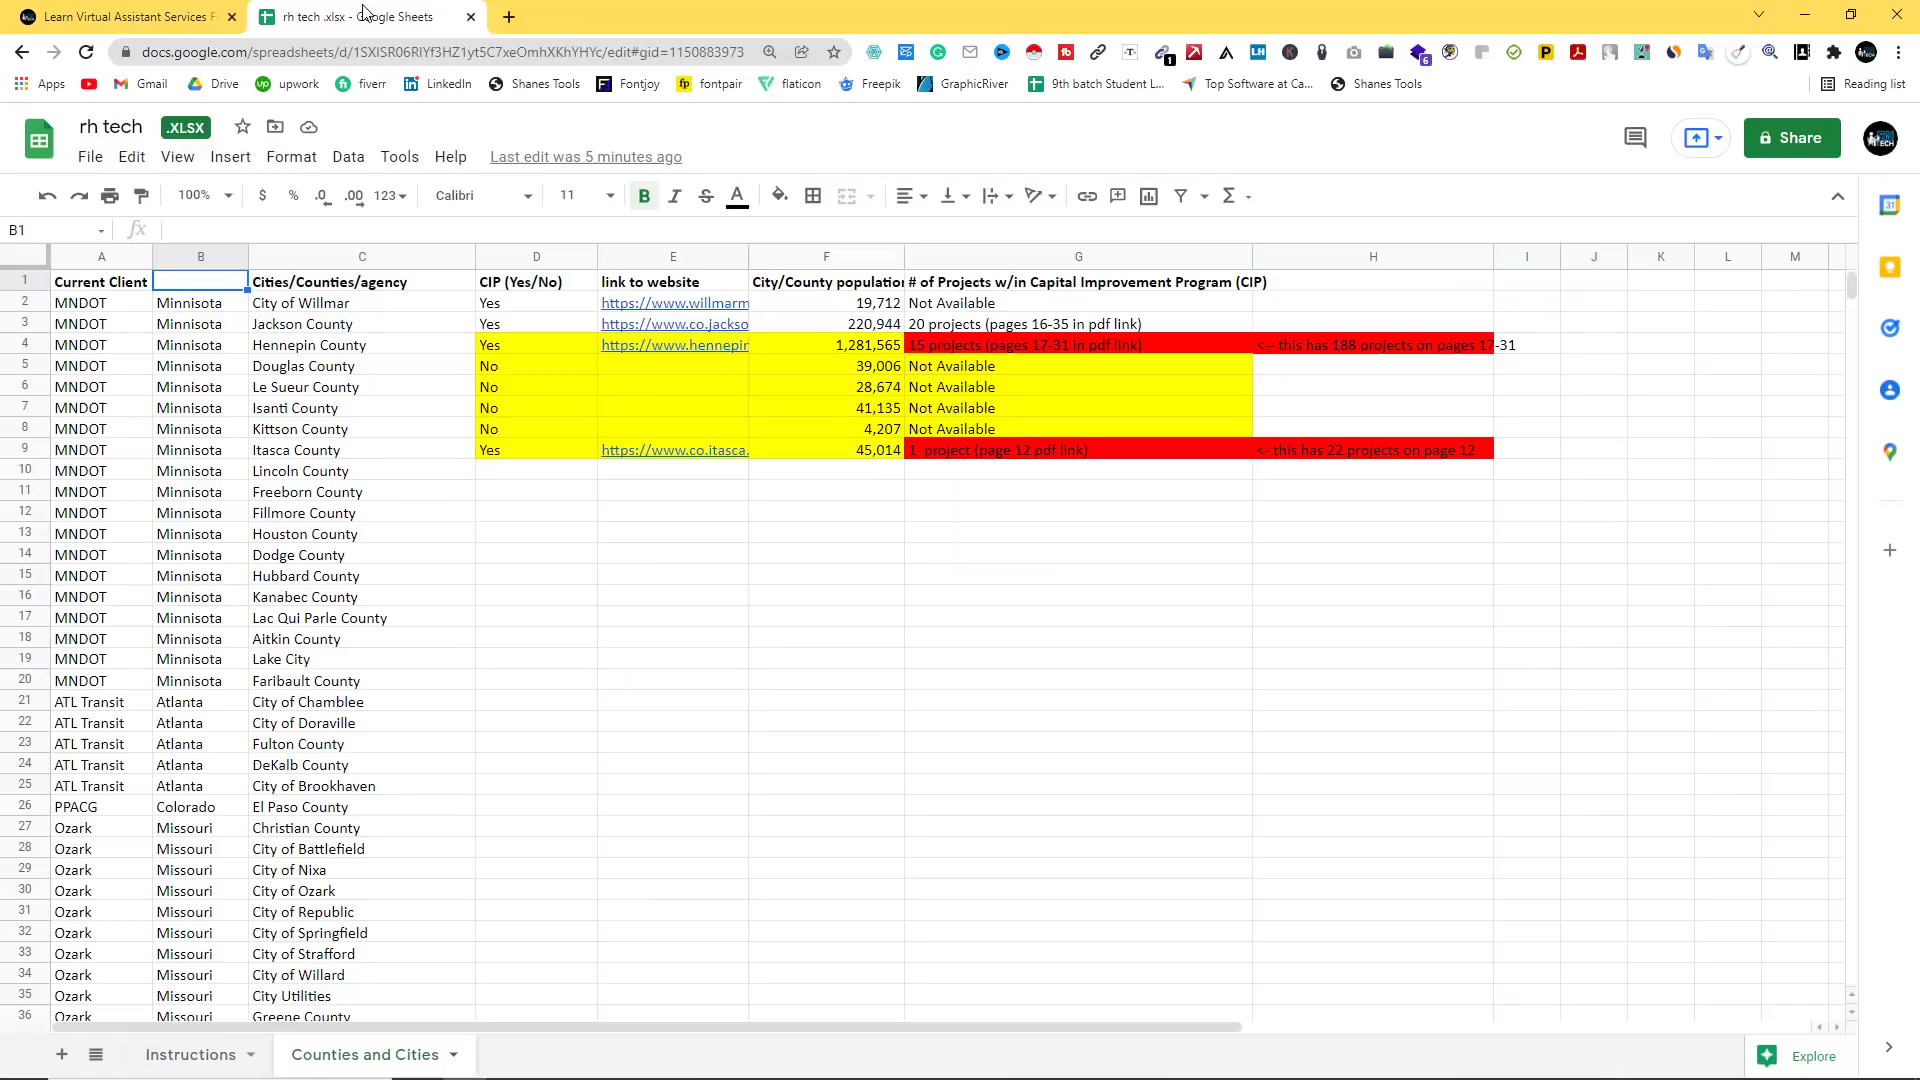 Learn Virtual Assistant Services F
rh tech .xlsx - Google Sheets
docs.google.com/spreadsheets/d/1SXISR06RlYf3HZ1yt5C7xeOmhXKhYHYc/edit#gid=1150883973
Apps Gmail Drive upwork fiverr LinkedIn Shanes Tools Fontjoy fontpair flaticon Freepik GraphicRiver 9th batch Student L... Top Software at Ca... Shanes Tools Reading list
rh tech .XLSX
Share
File Edit View Insert Format Data Tools Help Last edit was 5 minutes ago
100% $ % .0 .00 123 Calibri 11 B I S A
B1 fx
A B C D E F G H I J K L M
1 Current Client Cities/Counties/agency CIP (Yes/No) link to website City/County population # of Projects w/in Capital Improvement Program (CIP)
2 MNDOT Minnisota City of Willmar Yes https://www.willmarm 19,712 Not Available
3 MNDOT Minnisota Jackson County Yes https://www.co.jackso 220,944 20 projects (pages 16-35 in pdf link)
4 MNDOT Minnisota Hennepin County Yes https://www.hennepin 1,281,565 15 projects (pages 17-31 in pdf link) <-- this has 188 projects on pages 17-31
5 MNDOT Minnisota Douglas County No 39,006 Not Available
6 MNDOT Minnisota Le Sueur County No 28,674 Not Available
7 MNDOT Minnisota Isanti County No 41,135 Not Available
8 MNDOT Minnisota Kittson County No 4,207 Not Available
9 MNDOT Minnisota Itasca County Yes https://www.co.itasca. 45,014 1 project (page 12 pdf link) <- this has 22 projects on page 12
10 MNDOT Minnisota Lincoln County
11 MNDOT Minnisota Freeborn County
12 MNDOT Minnisota Fillmore County
13 MNDOT Minnisota Houston County
14 MNDOT Minnisota Dodge County
15 MNDOT Minnisota Hubbard County
16 MNDOT Minnisota Kanabec County
17 MNDOT Minnisota Lac Qui Parle County
18 MNDOT Minnisota Aitkin County
19 MNDOT Minnisota Lake City
20 MNDOT Minnisota Faribault County
21 ATL Transit Atlanta City of Chamblee
22 ATL Transit Atlanta City of Doraville
23 ATL Transit Atlanta Fulton County
24 ATL Transit Atlanta DeKalb County
25 ATL Transit Atlanta City of Brookhaven
26 PPACG Colorado El Paso County
27 Ozark Missouri Christian County
28 Ozark Missouri City of Battlefield
29 Ozark Missouri City of Nixa
30 Ozark Missouri City of Ozark
31 Ozark Missouri City of Republic
32 Ozark Missouri City of Springfield
33 Ozark Missouri City of Strafford
34 Ozark Missouri City of Willard
35 Ozark Missouri City Utilities
36 Ozark Missouri Greene County
Instructions Counties and Cities Explore